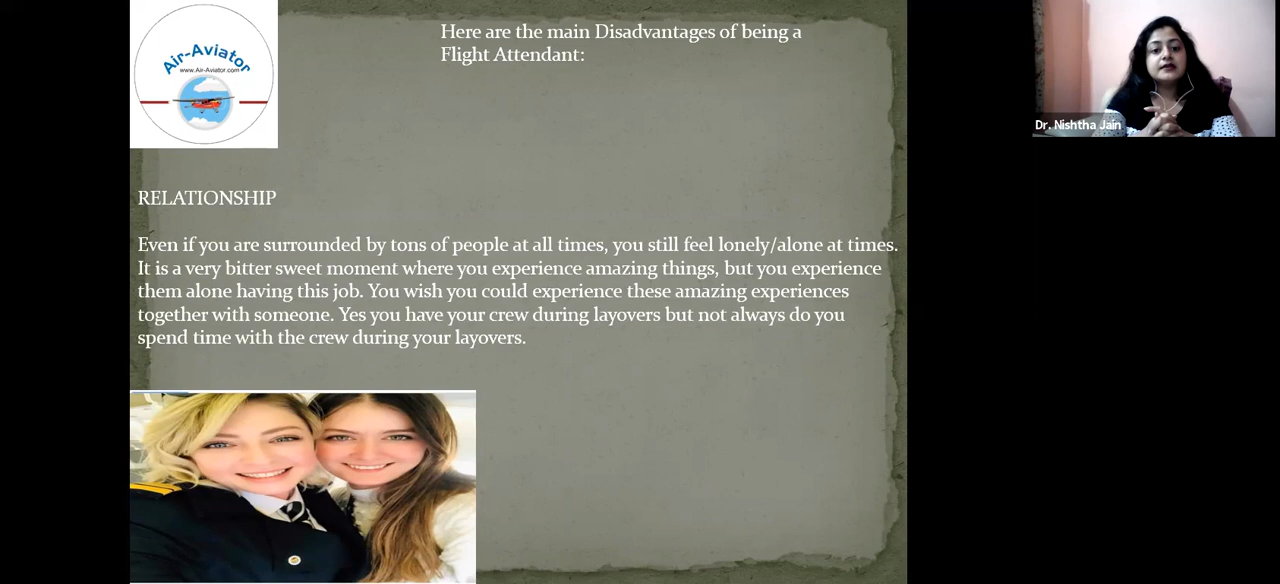 Air-Aviator
www.Air-Aviator.com
Here are the main Disadvantages of being a
Flight Attendant:
Dr. Nishtha Jain
RELATIONSHIP
Even if you are surrounded by tons of people at all times, you still feel lonely/alone at times.
It is a very bitter sweet moment where you experience amazing things, but you experience
them alone having this job. You wish you could experience these amazing experiences
together with someone. Yes you have your crew during layovers but not always do you
spend time with the crew during your layovers.